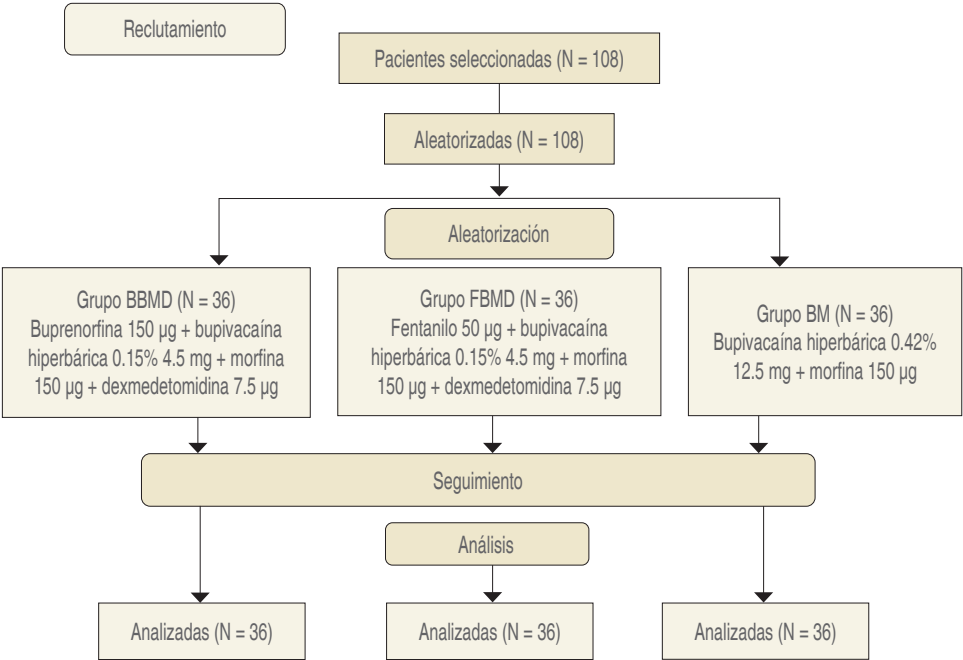 Reclutamiento
Pacientes seleccionadas (N = 108)
Aleatorizadas (N = 108)
Aleatorización
Grupo BBMD (N = 36)
Buprenorfina 150 µg + bupivacaína
hiperbárica 0.15% 4.5 mg + morfina
150 µg + dexmedetomidina 7.5 µg
Grupo FBMD (N = 36)
Fentanilo 50 µg + bupivacaína
hiperbárica 0.15% 4.5 mg + morfina
150 µg + dexmedetomidina 7.5 µg
Grupo BM (N = 36)
Bupivacaína hiperbárica 0.42%
12.5 mg + morfina 150 µg
Seguimiento
Análisis
Analizadas (N = 36)
Analizadas (N = 36)
Analizadas (N = 36)